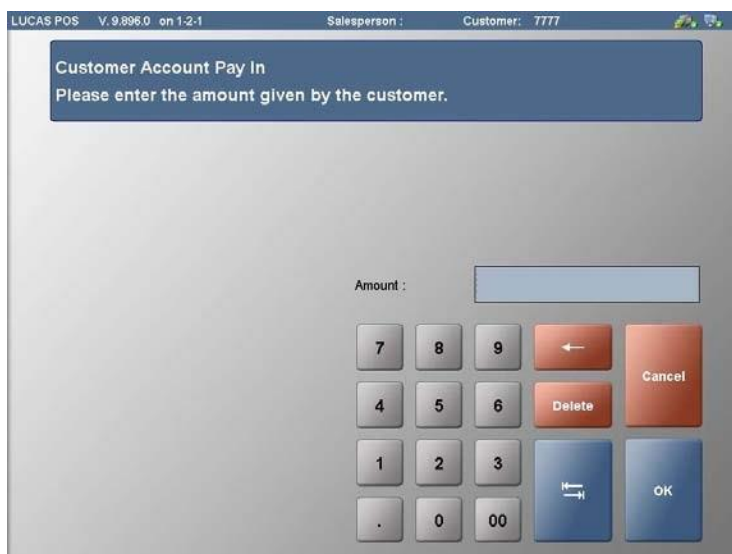 LUCAS POS V. 9.896.0 on 1-2-1 Salesperson : Customer: 7777
Customer Account Pay In
Please enter the amount given by the customer.
Amount :
7 8 9 ← Cancel
4 5 6 Delete
1 2 3
. 0 00 OK